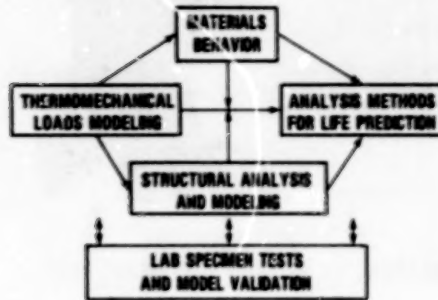 MATERIALS
BEHAVIOR
THERMOMECHANICAL
LOADS MODELING
ANALYSIS METHODS
FOR LIFE PREDICTION
STRUCTURAL ANALYSIS
AND MODELING
LAB SPECIMEN TESTS
AND MODEL VALIDATION